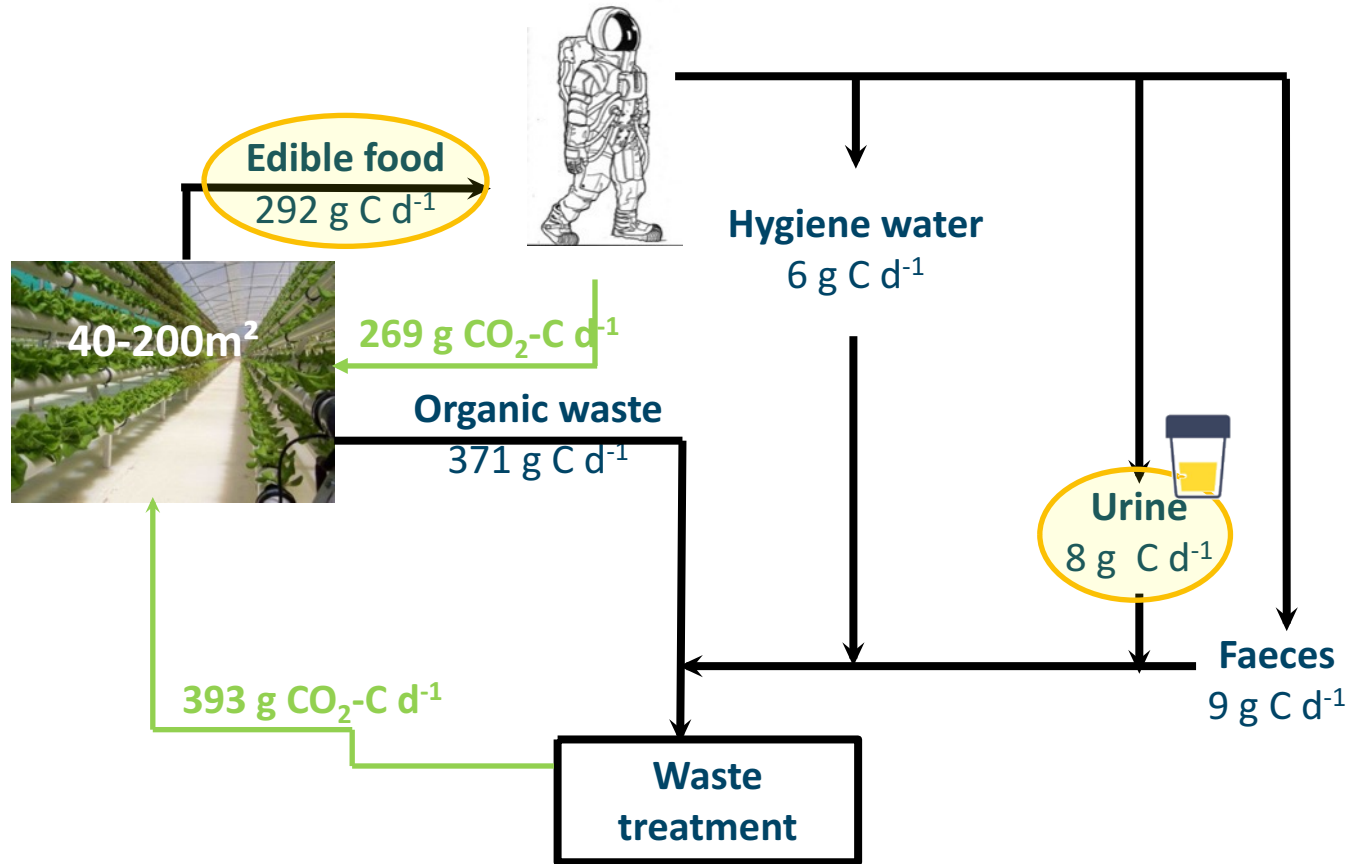 Edible food
292 g C d⁻¹
Hygiene water
6 g C d⁻¹
40-200m²
269 g CO₂-C d⁻¹
Organic waste
371 g C d⁻¹
Urine
8 g C d⁻¹
Faeces
9 g C d⁻¹
393 g CO₂-C d⁻¹
Waste
treatment